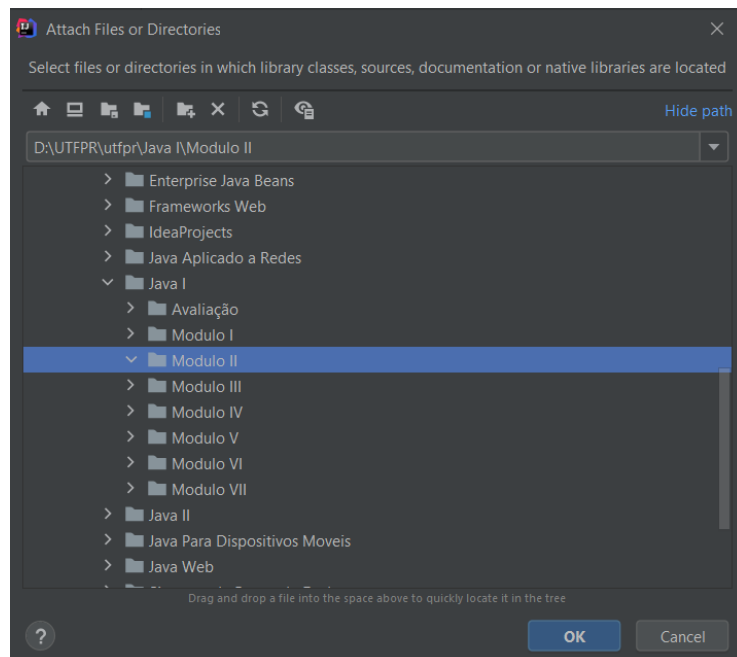 Attach Files or Directories
Select files or directories in which library classes, sources, documentation or native libraries are located
Hide path
D:\UTFPR\utfpr\Java I\Modulo II
Enterprise Java Beans
Frameworks Web
IdeaProjects
Java Aplicado a Redes
Java I
Avaliação
Modulo I
Modulo II
Modulo III
Modulo IV
Modulo V
Modulo VI
Modulo VII
Java II
Java Para Dispositivos Moveis
Java Web
Drag and drop a file into the space above to quickly locate it in the tree
? OK Cancel